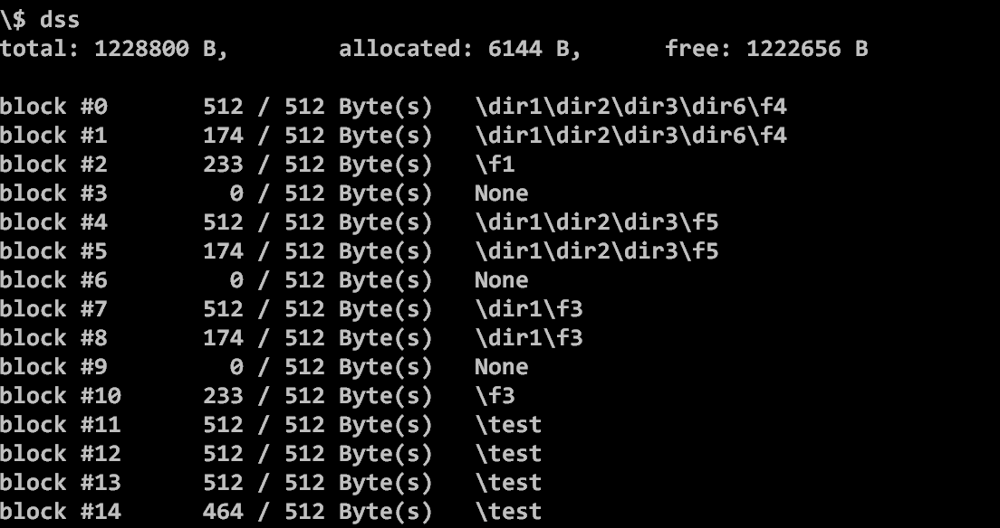 \$ dss
total: 1228800 B,        allocated: 6144 B,      free: 1222656 B
block #0       512 / 512 Byte(s)   \dir1\dir2\dir3\dir6\f4
block #1       174 / 512 Byte(s)   \dir1\dir2\dir3\dir6\f4
block #2       233 / 512 Byte(s)   \f1
block #3         0 / 512 Byte(s)   None
block #4       512 / 512 Byte(s)   \dir1\dir2\dir3\f5
block #5       174 / 512 Byte(s)   \dir1\dir2\dir3\f5
block #6         0 / 512 Byte(s)   None
block #7       512 / 512 Byte(s)   \dir1\f3
block #8       174 / 512 Byte(s)   \dir1\f3
block #9         0 / 512 Byte(s)   None
block #10      233 / 512 Byte(s)   \f3
block #11      512 / 512 Byte(s)   \test
block #12      512 / 512 Byte(s)   \test
block #13      512 / 512 Byte(s)   \test
block #14      464 / 512 Byte(s)   \test